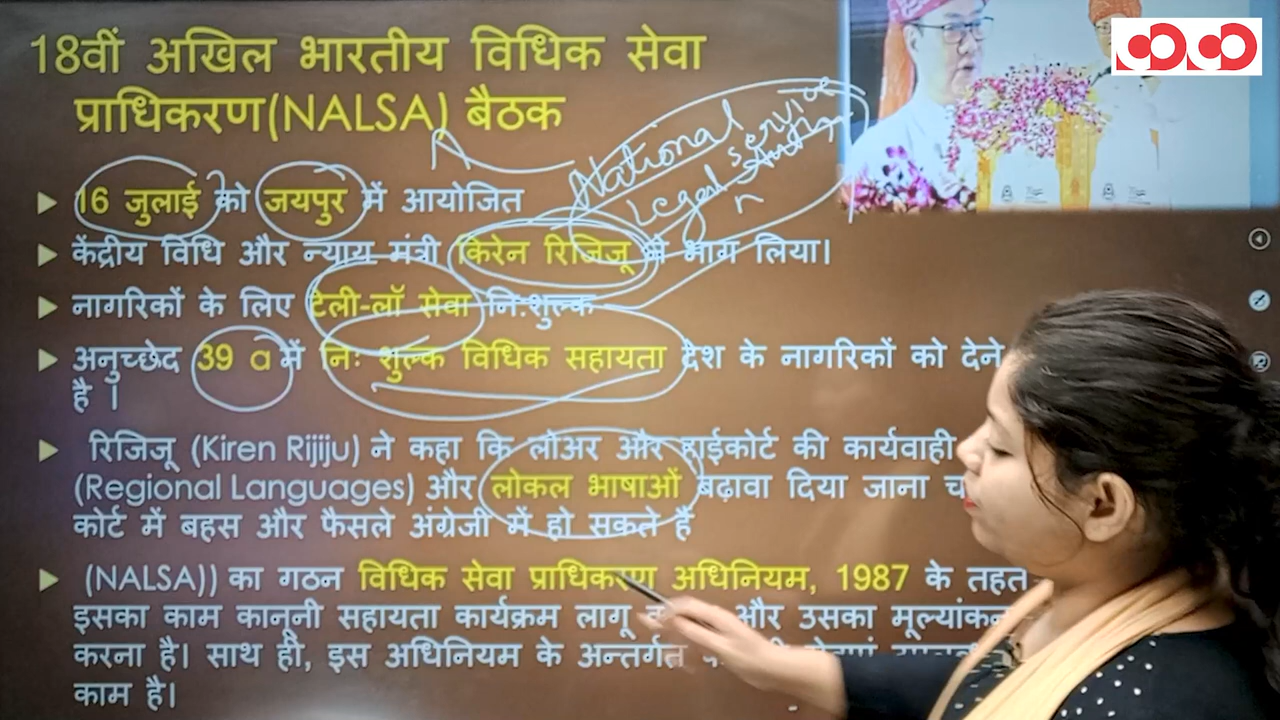 18वीं अखिल भारतीय विधिक सेवा
प्राधिकरण(NALSA) बैठक
National
Legal Service
16 जुलाई को जयपुर में आयोजित
केंद्रीय विधि और न्याय मंत्री किरेन रिजिजू ने भाग लिया।
नागरिकों के लिए टेली-लॉ सेवा नि:शुल्क
अनुच्छेद 39 a में निः शुल्क विधिक सहायता देश के नागरिकों को देने
है ।
रिजिजू (Kiren Rijiju) ने कहा कि लोअर और हाईकोर्ट की कार्यवाही
(Regional Languages) और लोकल भाषाओं बढ़ावा दिया जाना
कोर्ट में बहस और फैसले अंग्रेजी में हो सकते हैं
(NALSA)) का गठन विधिक सेवा प्राधिकरण अधिनियम, 1987 के तहत
इसका काम कानूनी सहायता कार्यक्रम लागू और उसका मूल्यांकन
करना है। साथ ही, इस अधिनियम के अन्तर्गत
काम है।